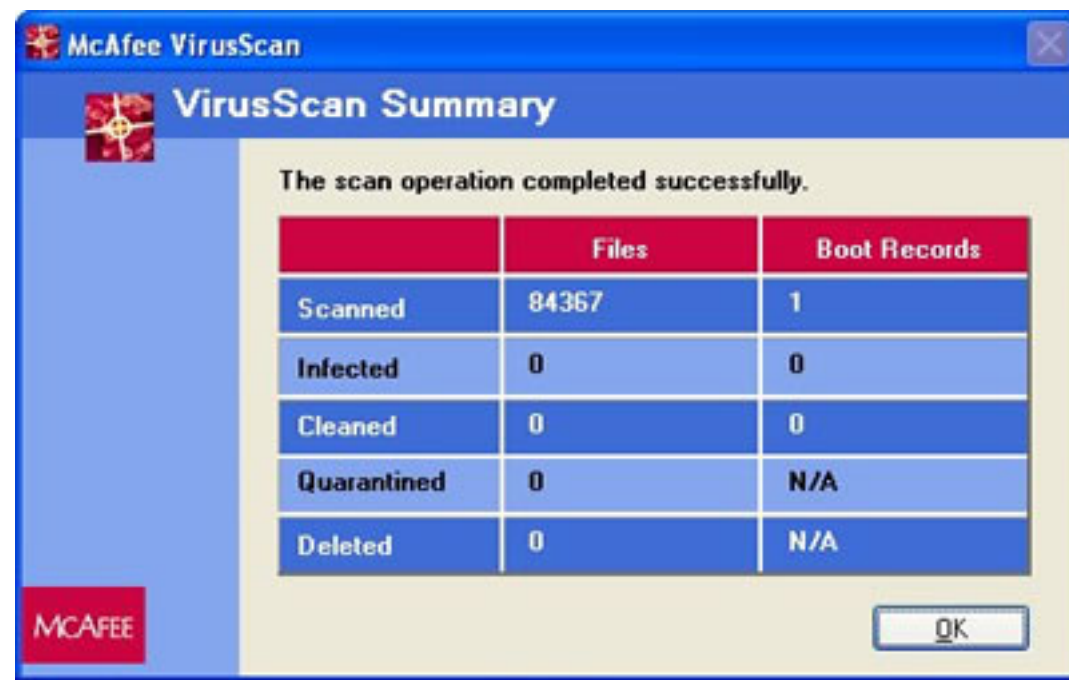 McAfee VirusScan
VirusScan Summary
The scan operation completed successfully.
Files Boot Records
Scanned 84367 1
Infected 0 0
Cleaned 0 0
Quarantined 0 N/A
Deleted 0 N/A
McAFEE
OK